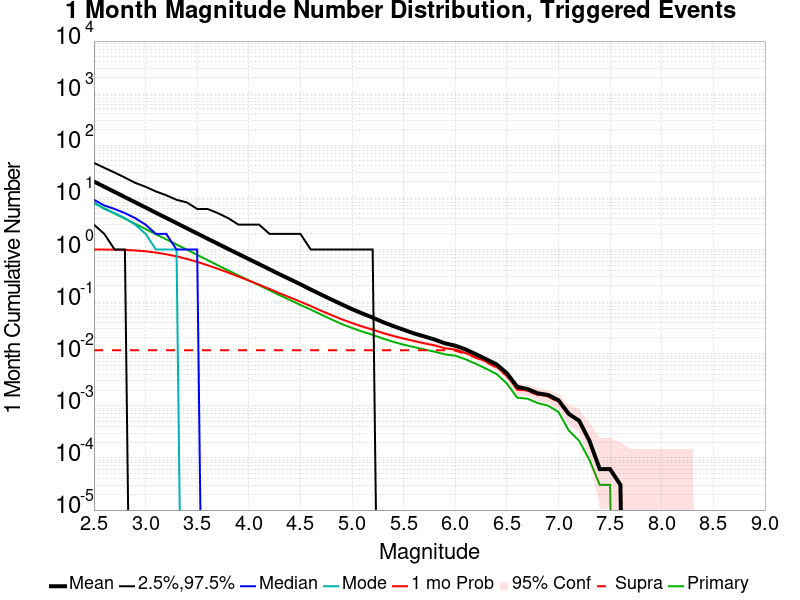 1 Month Magnitude Number Distribution, Triggered Events
1 Month Cumulative Number
10^4
10^3
10^2
10^1
10^0
10^-1
10^-2
10^-3
10^-4
10^-5
2.5 3.0 3.5 4.0 4.5 5.0 5.5 6.0 6.5 7.0 7.5 8.0 8.5 9.0
Magnitude
Mean 2.5%,97.5% Median Mode 1 mo Prob 95% Conf Supra Primary